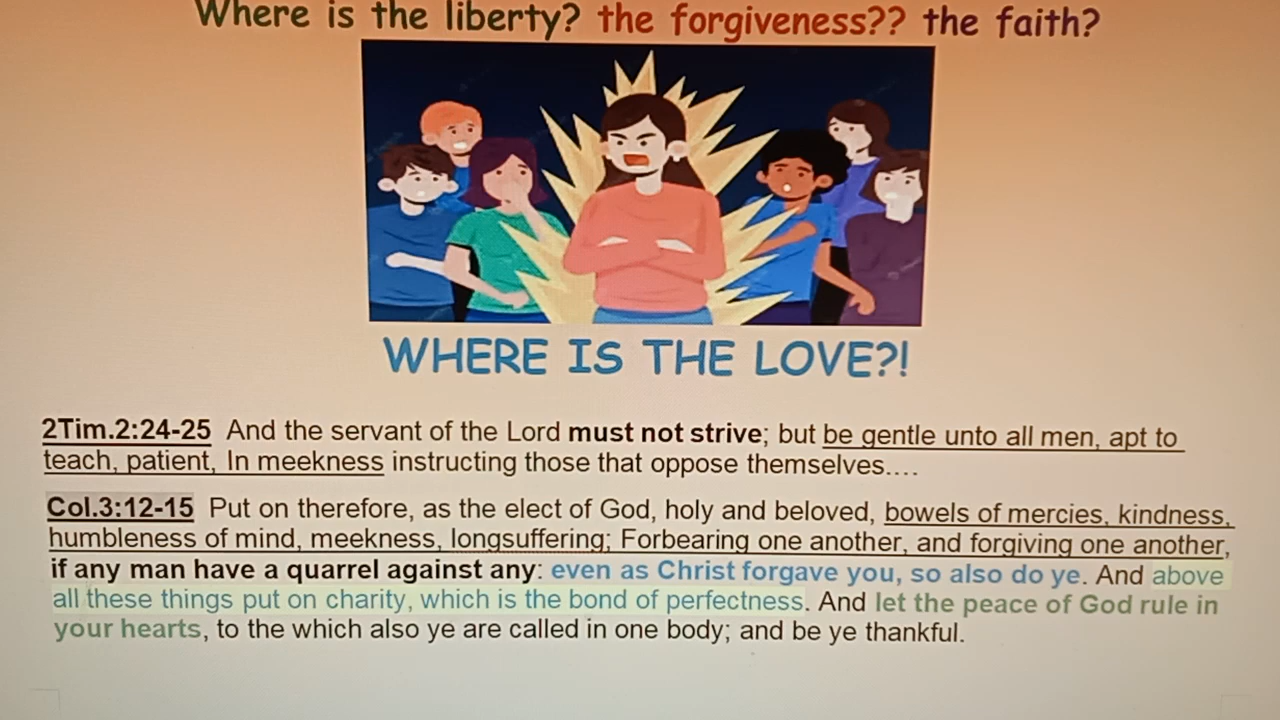 Where is the liberty? the forgiveness?? the faith?
WHERE IS THE LOVE?!
2Tim.2:24-25 And the servant of the Lord must not strive; but be gentle unto all men, apt to
teach, patient, In meekness instructing those that oppose themselves....
Col.3:12-15 Put on therefore, as the elect of God, holy and beloved, bowels of mercies, kindness,
humbleness of mind, meekness, longsuffering; Forbearing one another, and forgiving one another,
if any man have a quarrel against any: even as Christ forgave you, so also do ye. And above
all these things put on charity, which is the bond of perfectness. And let the peace of God rule in
your hearts, to the which also ye are called in one body; and be ye thankful.